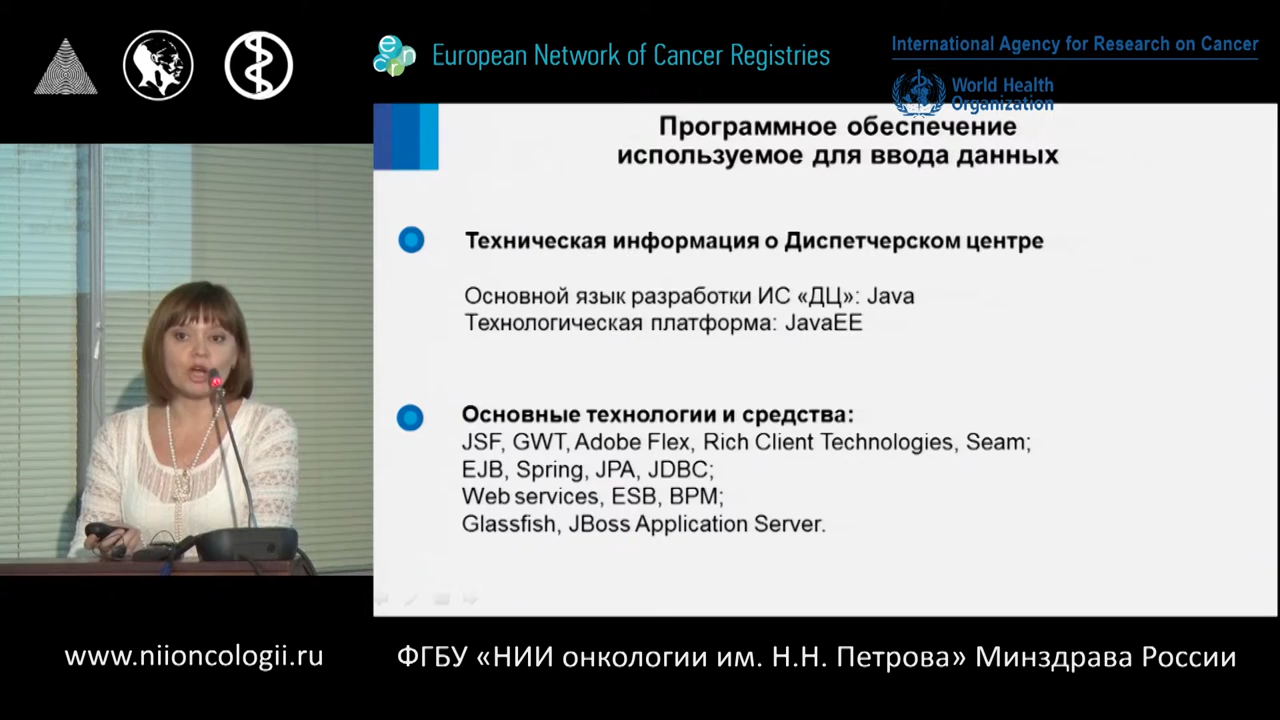 European Network of Cancer Registries
International Agency for Research on Cancer
World Health
Organization
Программное обеспечение
используемое для ввода данных
Техническая информация о Диспетчерском центре
Основной язык разработки ИС «ДЦ»: Java
Технологическая платформа: JavaEE
Основные технологии и средства:
JSF, GWT, Adobe Flex, Rich Client Technologies, Seam;
EJB, Spring, JPA, JDBC;
Web services, ESB, BPM;
Glassfish, JBoss Application Server.
www.niioncologii.ru
ФГБУ «НИИ онкологии им. Н.Н. Петрова» Минздрава России